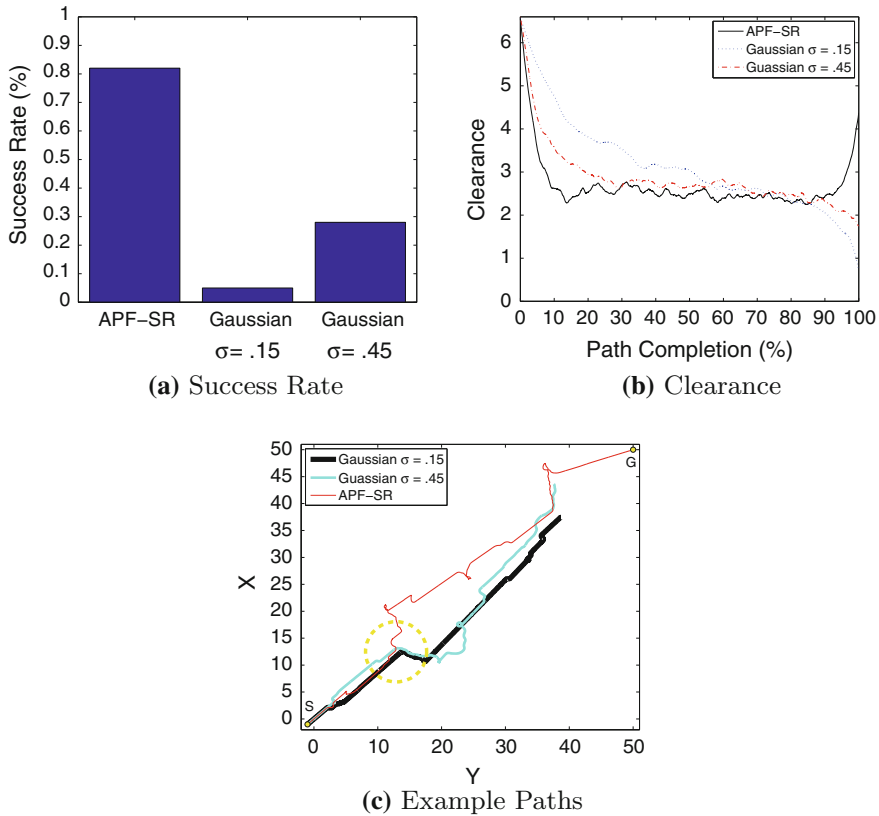 1
0.9
0.8
0.7
0.6
0.5
0.4
0.3
0.2
0.1
0
Success Rate (%)
APF-SR
Gaussian
σ= .15
Gaussian
σ= .45
(a) Success Rate
6
5
4
3
2
1
0
Clearance
APF-SR
Gaussian σ = .15
Guassian σ = .45
0 10 20 30 40 50 60 70 80 90 100
Path Completion (%)
(b) Clearance
50
45
40
35
30
25
20
15
10
5
0
X
Gaussian σ = .15
Guassian σ = .45
APF-SR
G
S
0 10 20 30 40 50
Y
(c) Example Paths